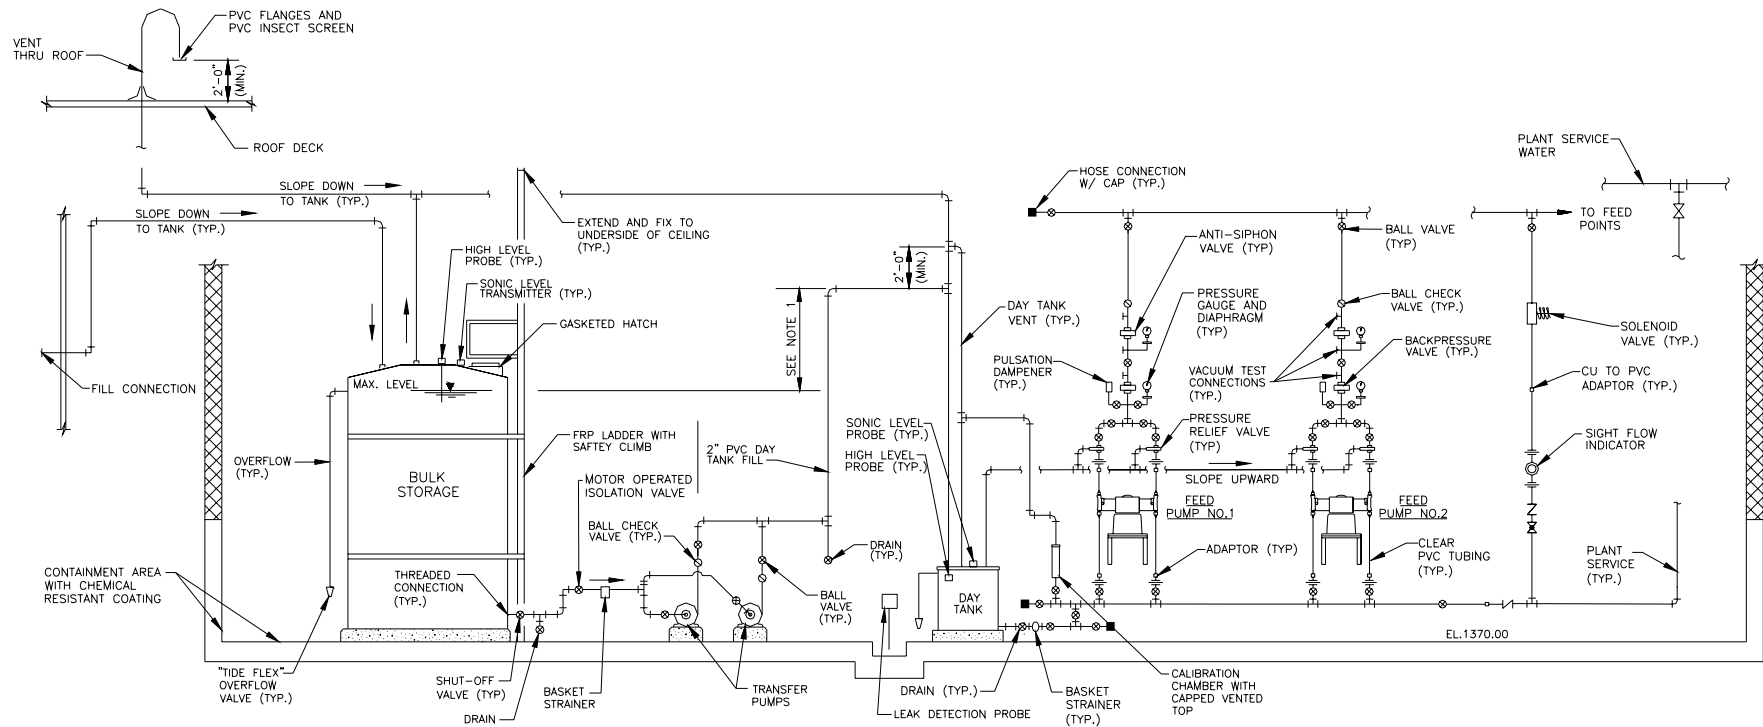 PVC FLANGES AND
PVC INSECT SCREEN
VENT
THRU ROOF
2'-0"
(MIN.)
ROOF DECK
SLOPE DOWN
TO TANK (TYP.)
SLOPE DOWN
TO TANK (TYP.)
EXTEND AND FIX TO
UNDERSIDE OF CEILING
(TYP.)
HIGH LEVEL
PROBE (TYP.)
SONIC LEVEL
TRANSMITTER (TYP.)
GASKETED HATCH
FILL CONNECTION
MAX. LEVEL
OVERFLOW
(TYP.)
BULK
STORAGE
FRP LADDER WITH
SAFTEY CLIMB
2" PVC DAY
TANK FILL
MOTOR OPERATED
ISOLATION VALVE
BALL CHECK
VALVE (TYP.)
THREADED
CONNECTION
(TYP.)
CONTAINMENT AREA
WITH CHEMICAL
RESISTANT COATING
"TIDE FLEX"
OVERFLOW
VALVE (TYP.)
SHUT-OFF
VALVE (TYP)
DRAIN
BASKET
STRAINER
TRANSFER
PUMPS
BALL
VALVE
(TYP.)
DRAIN
(TYP.)
SEE NOTE 1
2'-0"
(MIN.)
DAY TANK
VENT (TYP.)
SONIC LEVEL
PROBE (TYP.)
HIGH LEVEL
PROBE (TYP.)
DAY
TANK
LEAK DETECTION PROBE
DRAIN (TYP.)
BASKET
STRAINER
(TYP.)
CALIBRATION
CHAMBER WITH
CAPPED VENTED
TOP
HOSE CONNECTION
W/ CAP (TYP.)
ANTI-SIPHON
VALVE (TYP)
PRESSURE
GAUGE AND
DIAPHRAGM
(TYP)
PULSATION
DAMPENER
(TYP.)
VACUUM TEST
CONNECTIONS
(TYP.)
PRESSURE
RELIEF VALVE
(TYP)
SLOPE UPWARD
FEED
PUMP NO.1
FEED
PUMP NO.2
ADAPTOR (TYP)
CLEAR
PVC TUBING
(TYP.)
BALL VALVE
(TYP)
BALL CHECK
VALVE (TYP.)
BACKPRESSURE
VALVE (TYP.)
TO FEED
POINTS
PLANT SERVICE
WATER
SOLENOID
VALVE (TYP.)
CU TO PVC
ADAPTOR (TYP.)
SIGHT FLOW
INDICATOR
PLANT
SERVICE
(TYP.)
EL.1370.00